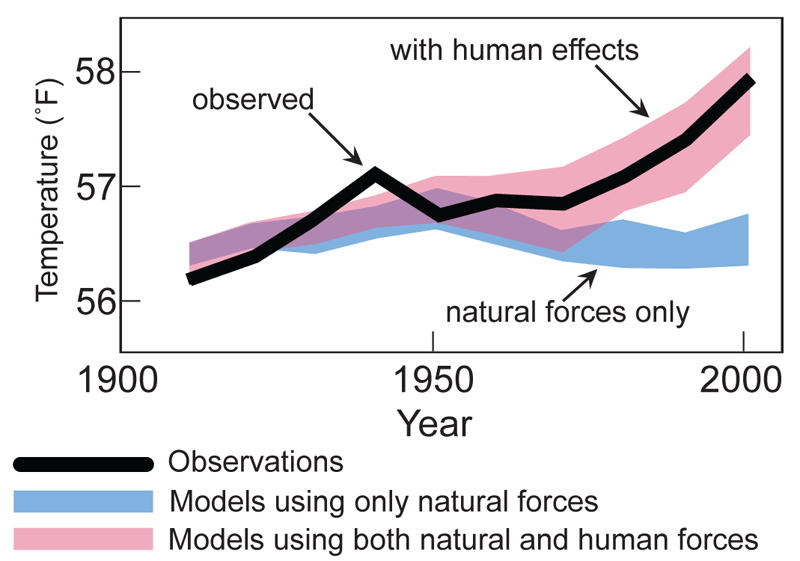 58
with human effects
observed
Temperature (˚F)
57
56
natural forces only
1900
1950
2000
Year
Observations
Models using only natural forces
Models using both natural and human forces